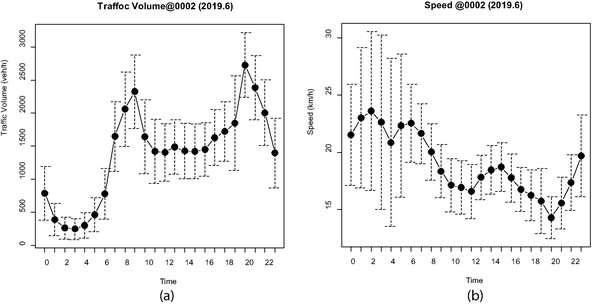 Traffoc Volume@0002 (2019.6)
Traffic Volume (veh/h)
0 500 1000 1500 2000 2500 3000
0 2 4 6 8 10 12 14 16 18 20 22
Time
(a)
Speed @0002 (2019.6)
Speed (km/h)
15 20 25 30
0 2 4 6 8 10 12 14 16 18 20 22
Time
(b)